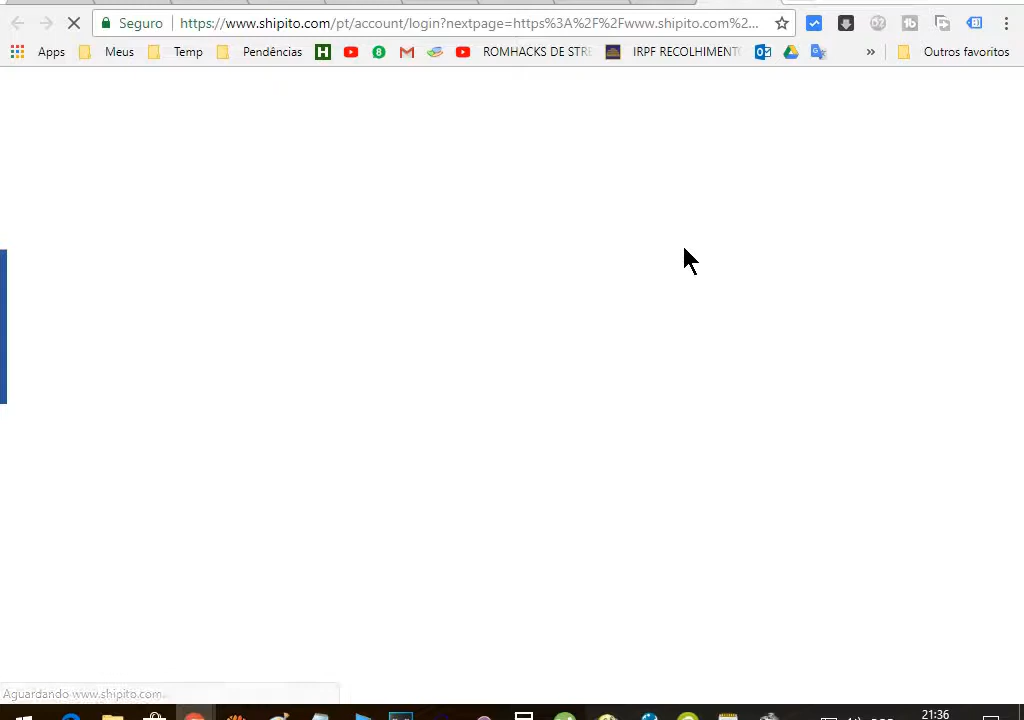 Seguro https://www.shipito.com/pt/account/login?nextpage=https%3A%2F%2Fwww.shipito.com%2...
Apps Meus Temp Pendências H 8 ROMHACKS DE STRE IRPF RECOLHIMENT » Outros favoritos
Aguardando www.shipito.com...
21:36